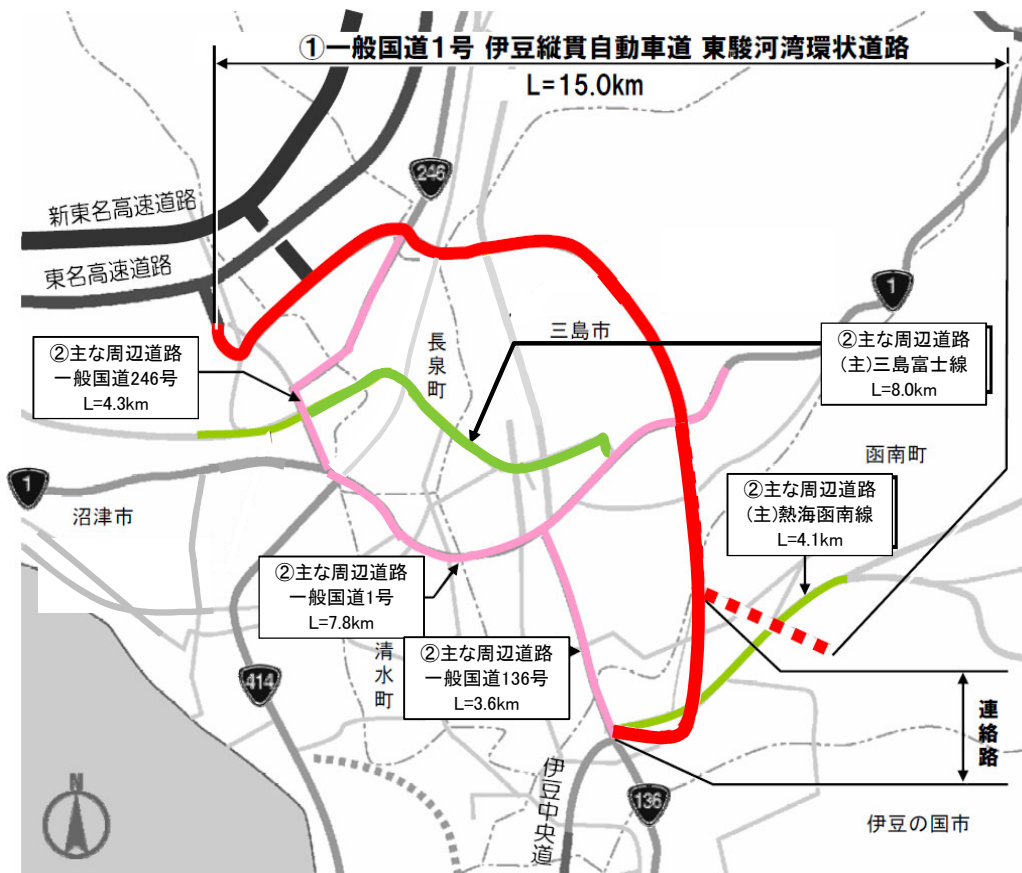 ①一般国道1号 伊豆縦貫自動車道 東駿河湾環状道路
L=15.0km
246
新東名高速道路
東名高速道路
1
三島市
長泉町
②主な周辺道路
一般国道246号
L=4.3km
②主な周辺道路
(主)三島富士線
L=8.0km
函南町
1
沼津市
②主な周辺道路
(主)熱海函南線
L=4.1km
②主な周辺道路
一般国道1号
L=7.8km
清水町
②主な周辺道路
一般国道136号
L=3.6km
414
連絡路
伊豆中央道
136
N
伊豆の国市